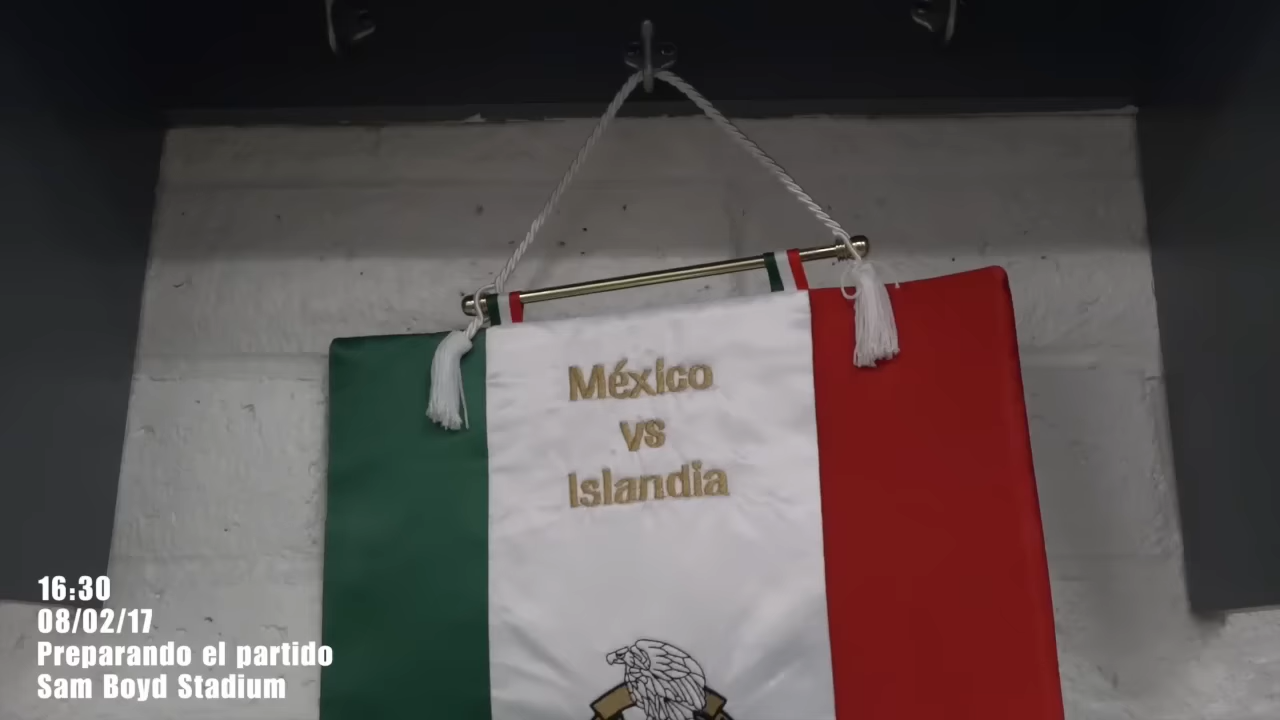 México
vs
Islandia
16:30
08/02/17
Preparando el partido
Sam Boyd Stadium